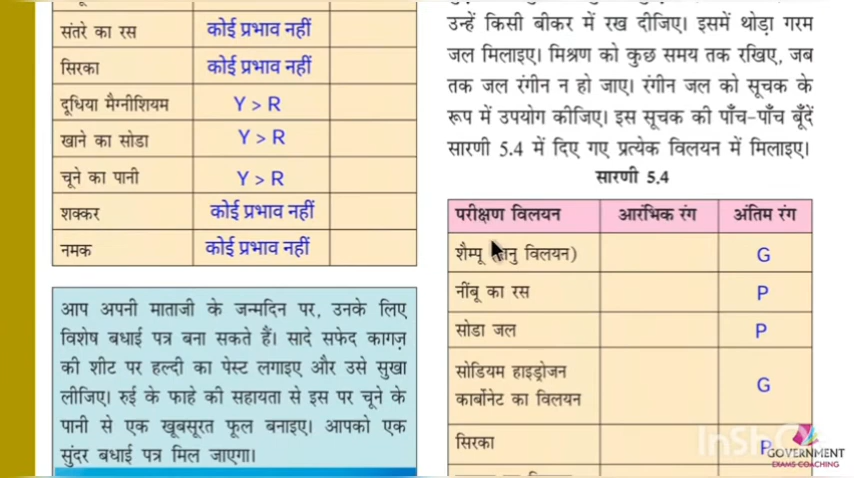 संतरे का रस कोई प्रभाव नहीं
सिरका कोई प्रभाव नहीं
दूधिया मैग्नीशियम Y > R
खाने का सोडा Y > R
चूने का पानी Y > R
शक्कर कोई प्रभाव नहीं
नमक कोई प्रभाव नहीं
आप अपनी माताजी के जन्मदिन पर, उनके लिए
विशेष बधाई पत्र बना सकते हैं। सादे सफेद कागज़
की शीट पर हल्दी का पेस्ट लगाइए और उसे सुखा
लीजिए। रुई के फाहे की सहायता से इस पर चूने के
पानी से एक खूबसूरत फूल बनाइए। आपको एक
सुंदर बधाई पत्र मिल जाएगा।
उन्हें किसी बीकर में रख दीजिए। इसमें थोड़ा गरम
जल मिलाइए। मिश्रण को कुछ समय तक रखिए, जब
तक जल रंगीन न हो जाए। रंगीन जल को सूचक के
रूप में उपयोग कीजिए। इस सूचक की पाँच-पाँच बूँदें
सारणी 5.4 में दिए गए प्रत्येक विलयन में मिलाइए।
सारणी 5.4
परीक्षण विलयन आरंभिक रंग अंतिम रंग
शैम्पू विलयन) G
नींबू का रस P
सोडा जल P
सोडियम हाइड्रोजन
कार्बोनेट का विलयन G
सिरका P
InSh
GOVERNMENT
EXAMS COACHING